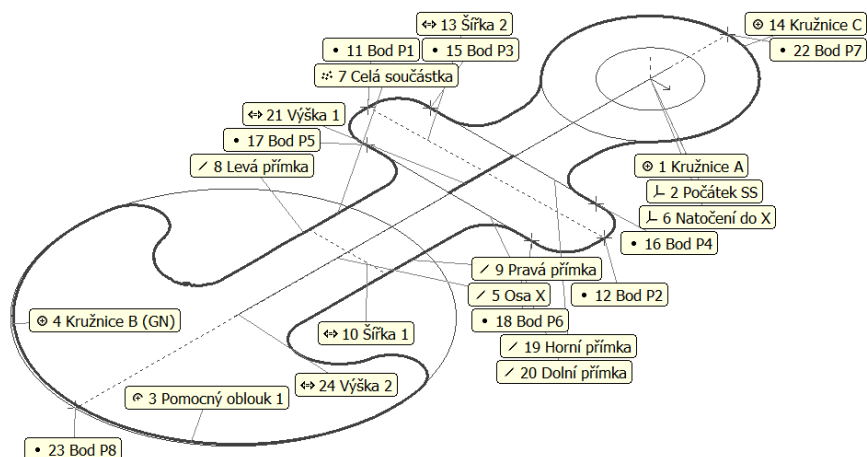 13 Šířka 2
14 Kružnice C
11 Bod P1
15 Bod P3
22 Bod P7
7 Celá součástka
21 Výška 1
17 Bod P5
8 Levá přímka
1 Kružnice A
2 Počátek SS
6 Natočení do X
16 Bod P4
9 Pravá přímka
5 Osa X
12 Bod P2
4 Kružnice B (GN)
10 Šířka 1
18 Bod P6
19 Horní přímka
20 Dolní přímka
24 Výška 2
3 Pomocný oblouk 1
23 Bod P8